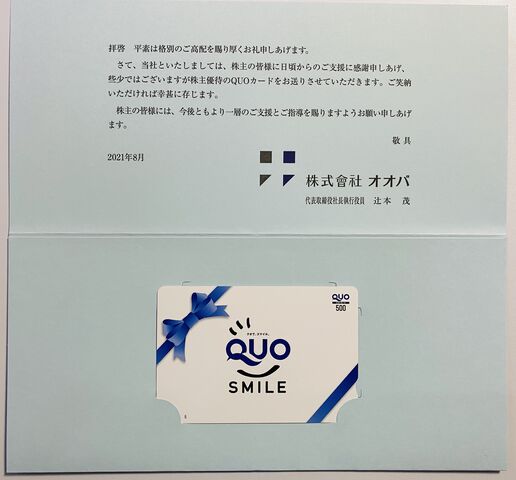 拝啓　平素は格別のご高配を賜り厚くお礼申しあげます。
さて、当社といたしましては、株主の皆様に日頃からのご支援に感謝申しあげ、
些少ではございますが株主優待のQUOカードをお送りさせていただきます。ご笑納
いただければ幸甚に存じます。
株主の皆様には、今後ともより一層のご支援とご指導を賜りますようお願い申しあげ
ます。
敬具
2021年8月
株式會社 オオバ
代表取締役社長執行役員　辻本　茂
QUO
500
クオで、スマイル。
QUO
SMILE